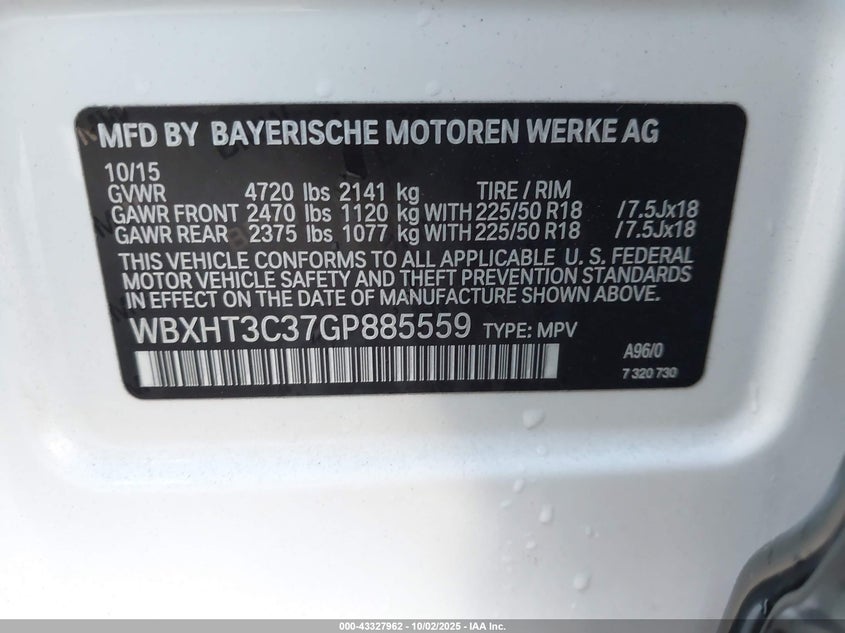 MFD BY BAYERISCHE MOTOREN WERKE AG
10/15
GVWR 4720 lbs 2141 kg TIRE / RIM
GAWR FRONT 2470 lbs 1120 kg WITH 225/50 R18 /7.5Jx18
GAWR REAR 2375 lbs 1077 kg WITH 225/50 R18 /7.5Jx18
THIS VEHICLE CONFORMS TO ALL APPLICABLE U. S. FEDERAL
MOTOR VEHICLE SAFETY AND THEFT PREVENTION STANDARDS
IN EFFECT ON THE DATE OF MANUFACTURE SHOWN ABOVE.
WBXHT3C37GP885559 TYPE: MPV
A96/0
7 320 730
000-43327962 - 10/02/2025 - IAA Inc.